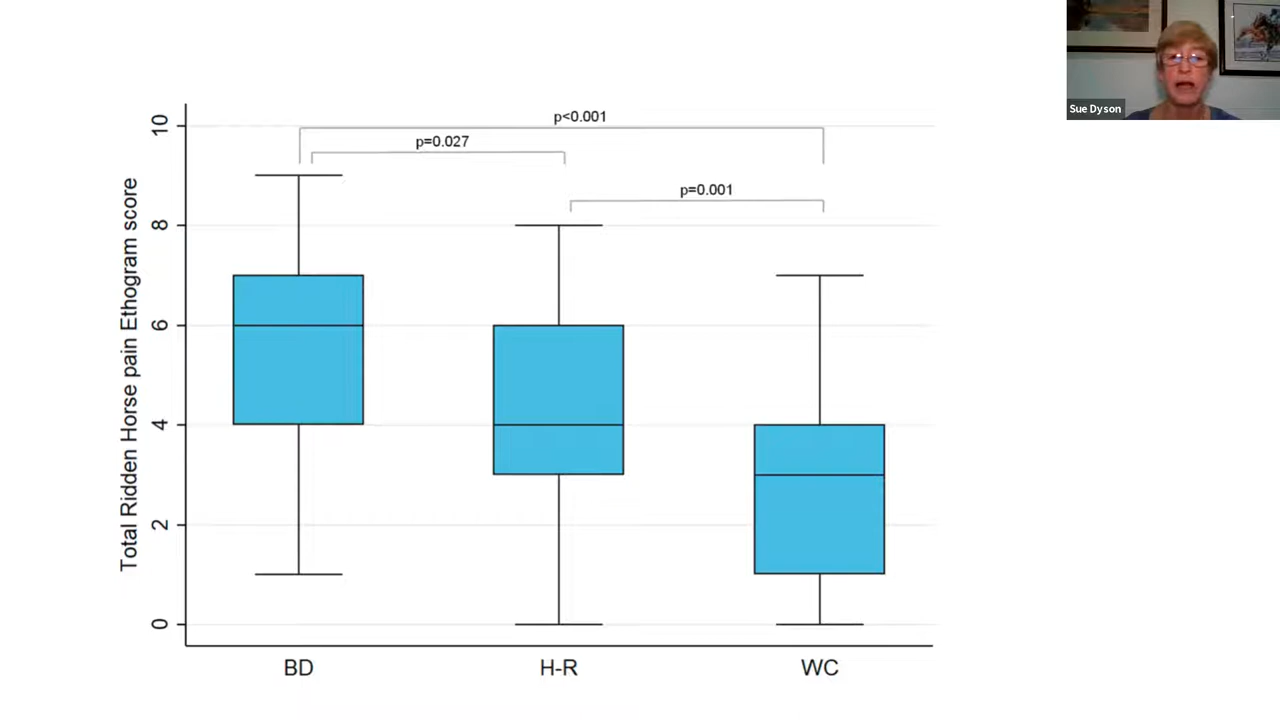 Sue Dyson
p<0.001
p=0.027
p=0.001
Total Ridden Horse pain Ethogram score
10
8
6
4
2
0
BD
H-R
WC